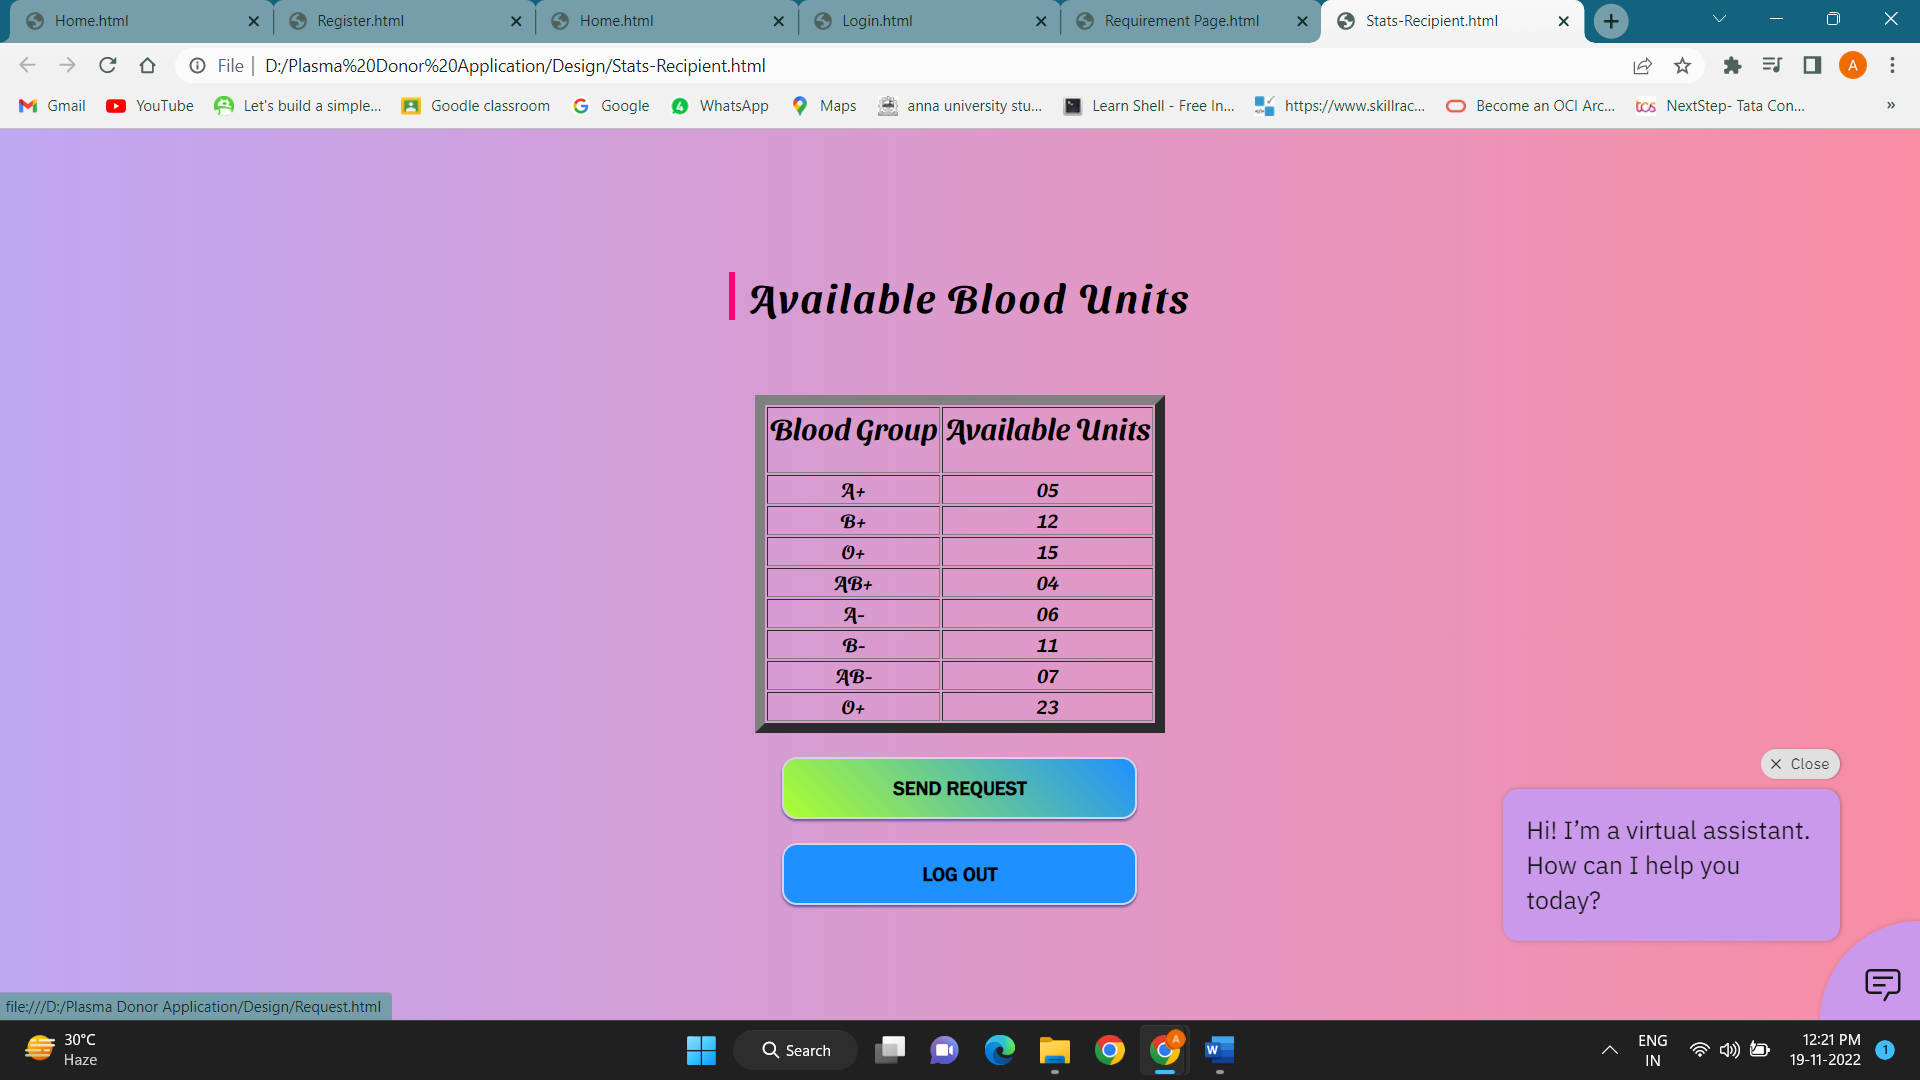 Home.html
Register.html
Home.html
Login.html
Requirement Page.html
Stats-Recipient.html
File D:/Plasma%20Donor%20Application/Design/Stats-Recipient.html
A
Gmail
YouTube
Let's build a simple...
Goodle classroom
Google
WhatsApp
Maps
anna university stu...
Learn Shell - Free In...
https://www.skillrac...
Become an OCI Arc...
NextStep- Tata Con...
»
Available Blood Units
Blood Group Available Units
A+ 05
B+ 12
O+ 15
AB+ 04
A- 06
B- 11
AB- 07
O+ 23
SEND REQUEST
LOG OUT
Close
Hi! I’m a virtual assistant.
How can I help you
today?
file:///D:/Plasma Donor Application/Design/Request.html
30°C
Haze
Search
A
W
ENG
IN
12:21 PM
19-11-2022
1